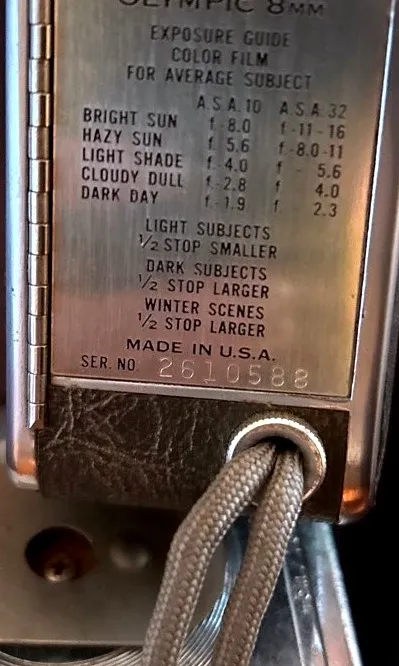 OLYMPIC 8MM
EXPOSURE GUIDE
COLOR FILM
FOR AVERAGE SUBJECT
A.S.A. 10 A.S.A. 32
BRIGHT SUN f.-8.0 f.-11-16
HAZY SUN f. 5.6 f.-8.0-11
LIGHT SHADE f.-4.0 f - 5.6
CLOUDY DULL f.-2.8 f 4.0
DARK DAY f.-1.9 f. - 2.3
LIGHT SUBJECTS
1/2 STOP SMALLER
DARK SUBJECTS
1/2 STOP LARGER
WINTER SCENES
1/2 STOP LARGER
MADE IN U.S.A.
SER. NO. 2610588